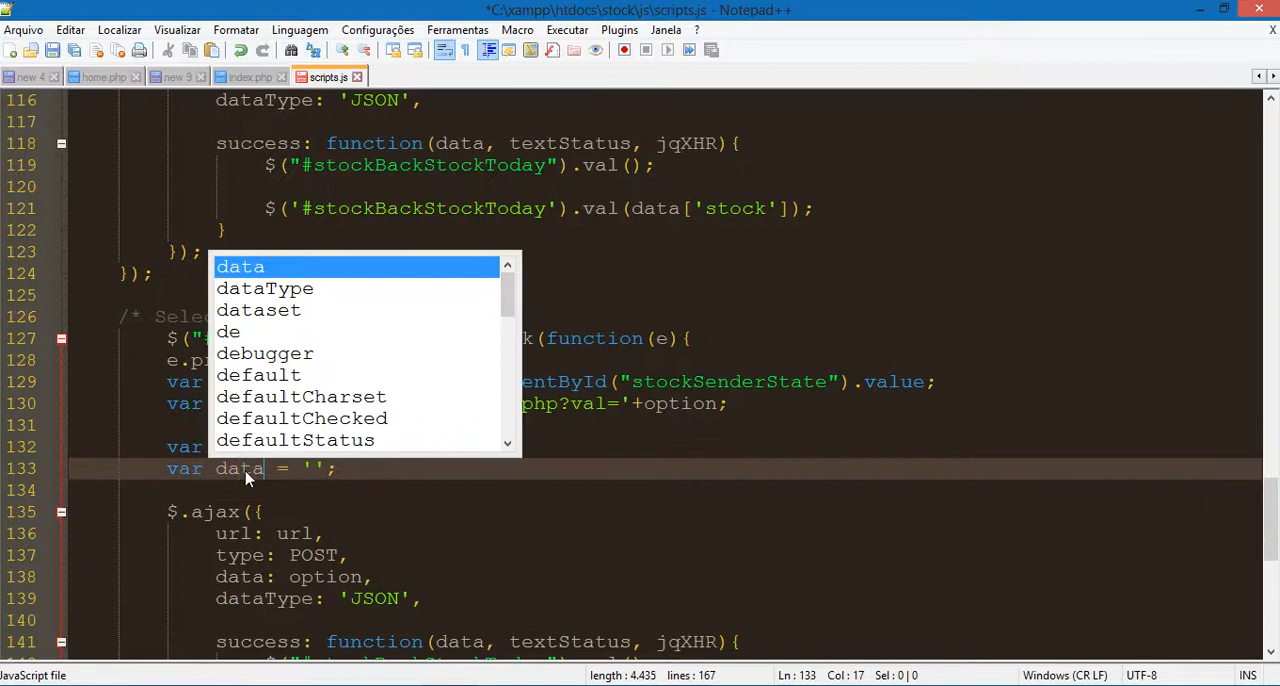 *C:\xampp\htdocs\stock\js\scripts.js - Notepad++
X
Arquivo Editar Localizar Visualizar Formatar Linguagem Configurações Ferramentas Macro Executar Plugins Janela ? X
new 4 home.php new 9 index.php scripts.js
116 dataType: 'JSON',
117
118 success: function(data, textStatus, jqXHR){
119 $("#stockBackStockToday").val();
120
121 $('#stockBackStockToday').val(data['stock']);
122 }
123 });
124 });
125
126 /* Selec
127 $("# k(function(e){
128 e.pr
129 var entById("stockSenderState").value;
130 var php?val='+option;
131
132 var
133 var data = '';
134
135 $.ajax({
136 url: url,
137 type: POST,
138 data: option,
139 dataType: 'JSON',
140
141 success: function(data, textStatus, jqXHR){
data
dataType
dataset
de
debugger
default
defaultCharset
defaultChecked
defaultStatus
JavaScript file length : 4.435 lines : 167 Ln : 133 Col : 17 Sel : 0 | 0 Windows (CR LF) UTF-8 INS